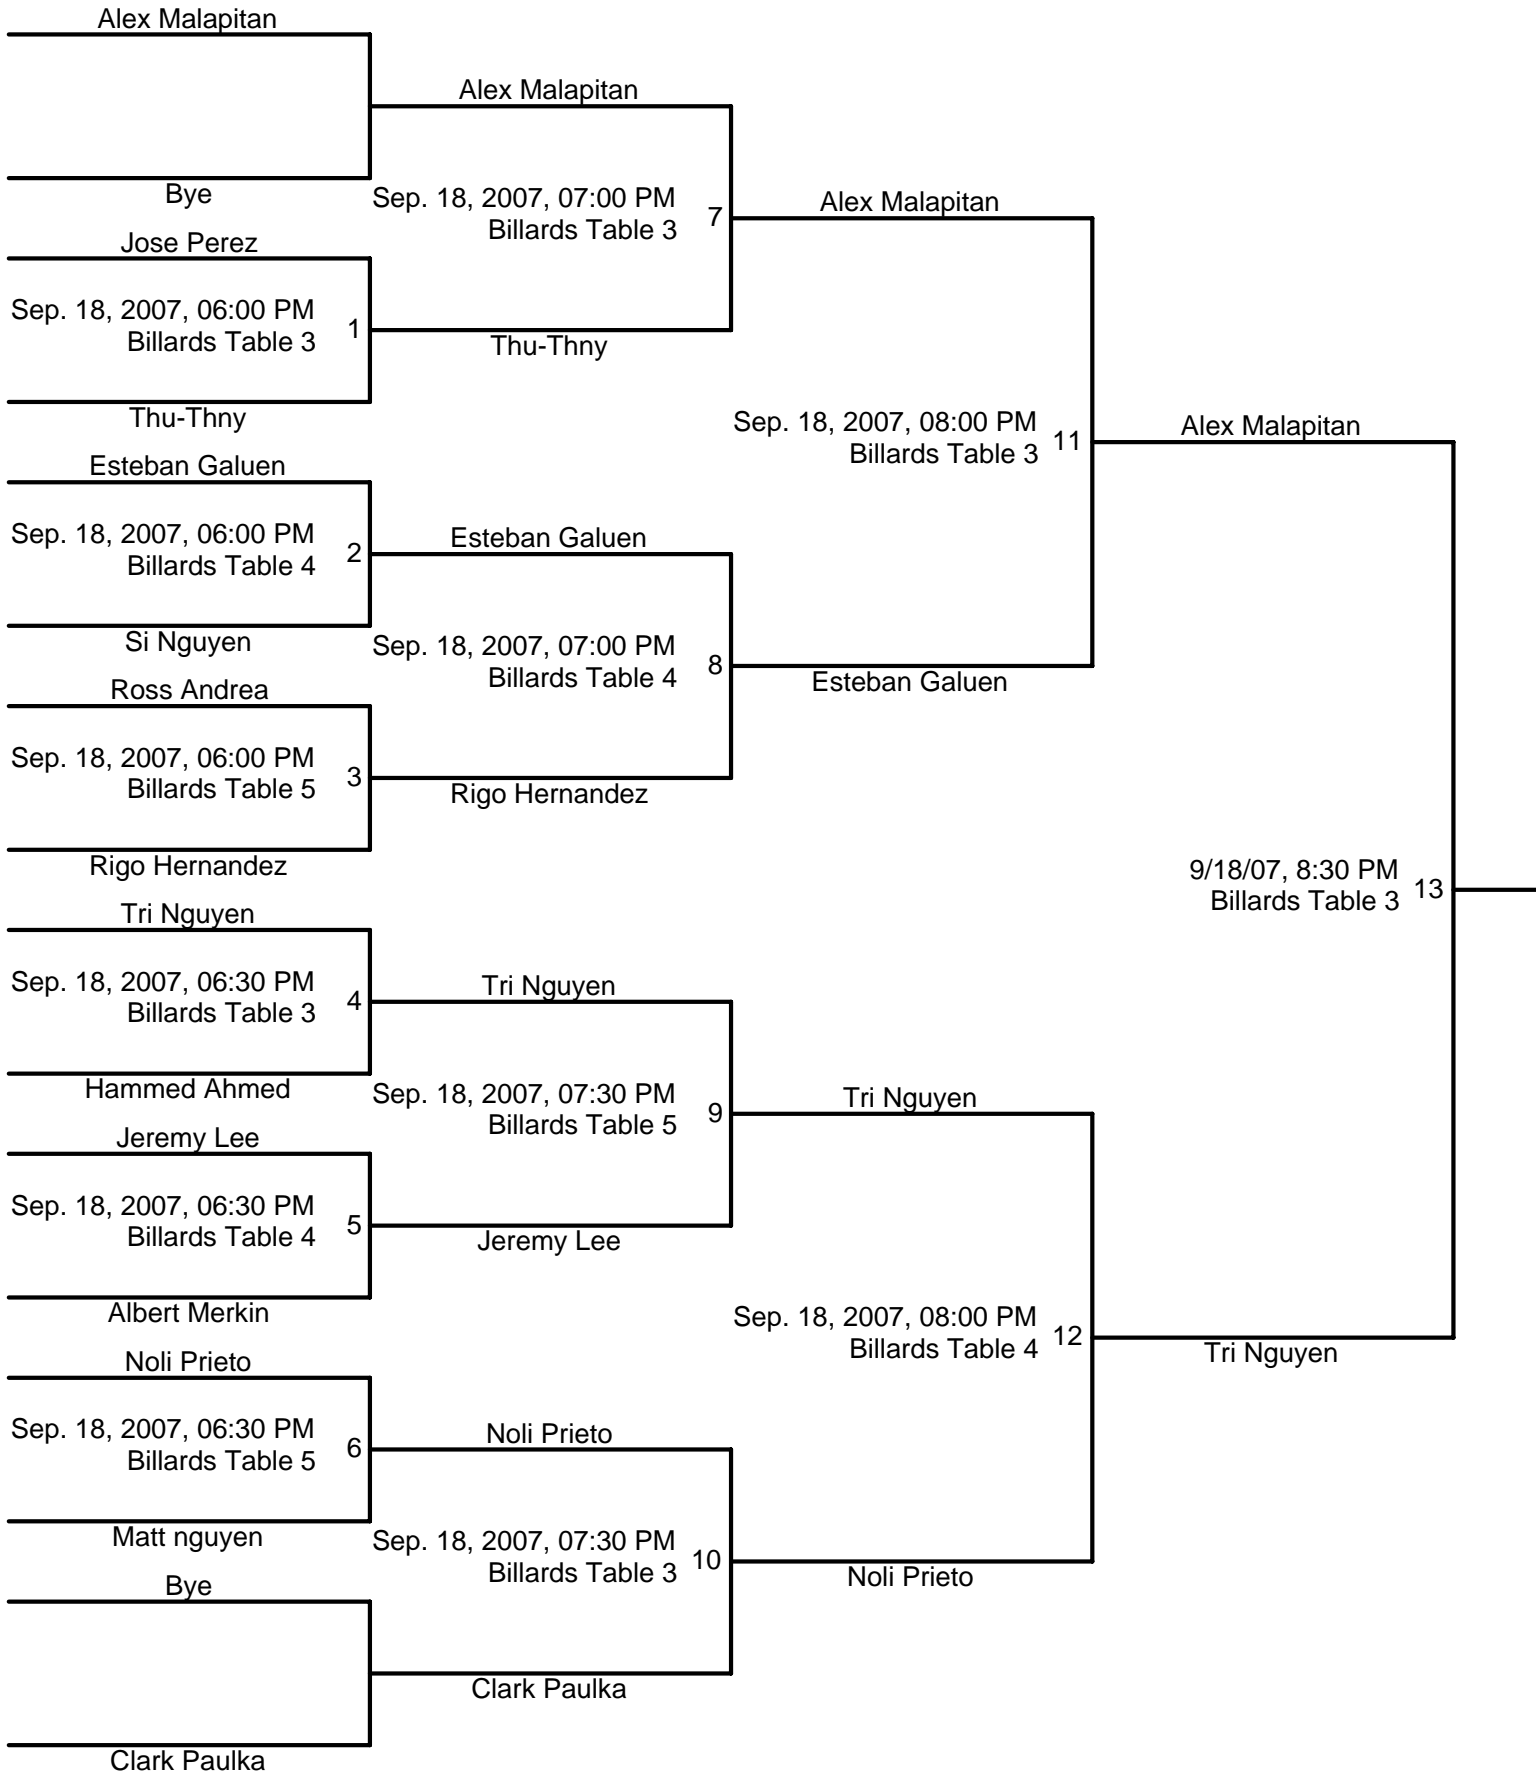 Alex Malapitan
Alex Malapitan
Bye
Sep. 18, 2007, 07:00 PM
Billards Table 3
7
Alex Malapitan
Jose Perez
Sep. 18, 2007, 06:00 PM
Billards Table 3
1
Thu-Thny
Thu-Thny
Sep. 18, 2007, 08:00 PM
Billards Table 3
11
Alex Malapitan
Esteban Galuen
Sep. 18, 2007, 06:00 PM
Billards Table 4
2
Esteban Galuen
Si Nguyen
Sep. 18, 2007, 07:00 PM
Billards Table 4
8
Esteban Galuen
Ross Andrea
Sep. 18, 2007, 06:00 PM
Billards Table 5
3
Rigo Hernandez
Rigo Hernandez
9/18/07, 8:30 PM
Billards Table 3
13
Tri Nguyen
Sep. 18, 2007, 06:30 PM
Billards Table 3
4
Tri Nguyen
Hammed Ahmed
Sep. 18, 2007, 07:30 PM
Billards Table 5
9
Tri Nguyen
Jeremy Lee
Sep. 18, 2007, 06:30 PM
Billards Table 4
5
Jeremy Lee
Albert Merkin
Sep. 18, 2007, 08:00 PM
Billards Table 4
12
Tri Nguyen
Noli Prieto
Sep. 18, 2007, 06:30 PM
Billards Table 5
6
Noli Prieto
Matt nguyen
Sep. 18, 2007, 07:30 PM
Billards Table 3
10
Noli Prieto
Bye
Clark Paulka
Clark Paulka